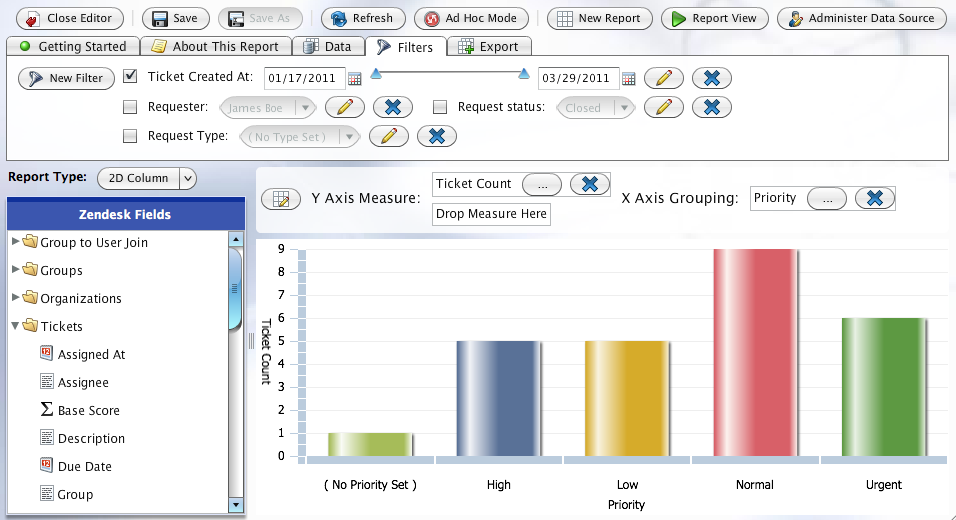 Close Editor Save Save As Refresh Ad Hoc Mode New Report Report View Administer Data Source
Getting Started About This Report Data Filters Export
New Filter Ticket Created At: 01/17/2011 03/29/2011
Requester: James Boe Request status: Closed
Request Type: ( No Type Set )
Report Type: 2D Column
Y Axis Measure: Ticket Count ... X Axis Grouping: Priority ...
Drop Measure Here
Zendesk Fields
Group to User Join
Groups
Organizations
Tickets
12 Assigned At
Assignee
Σ Base Score
Description
12 Due Date
Group
Ticket Count
9
8
7
6
5
4
3
2
1
0
( No Priority Set ) High Low Normal Urgent
Priority